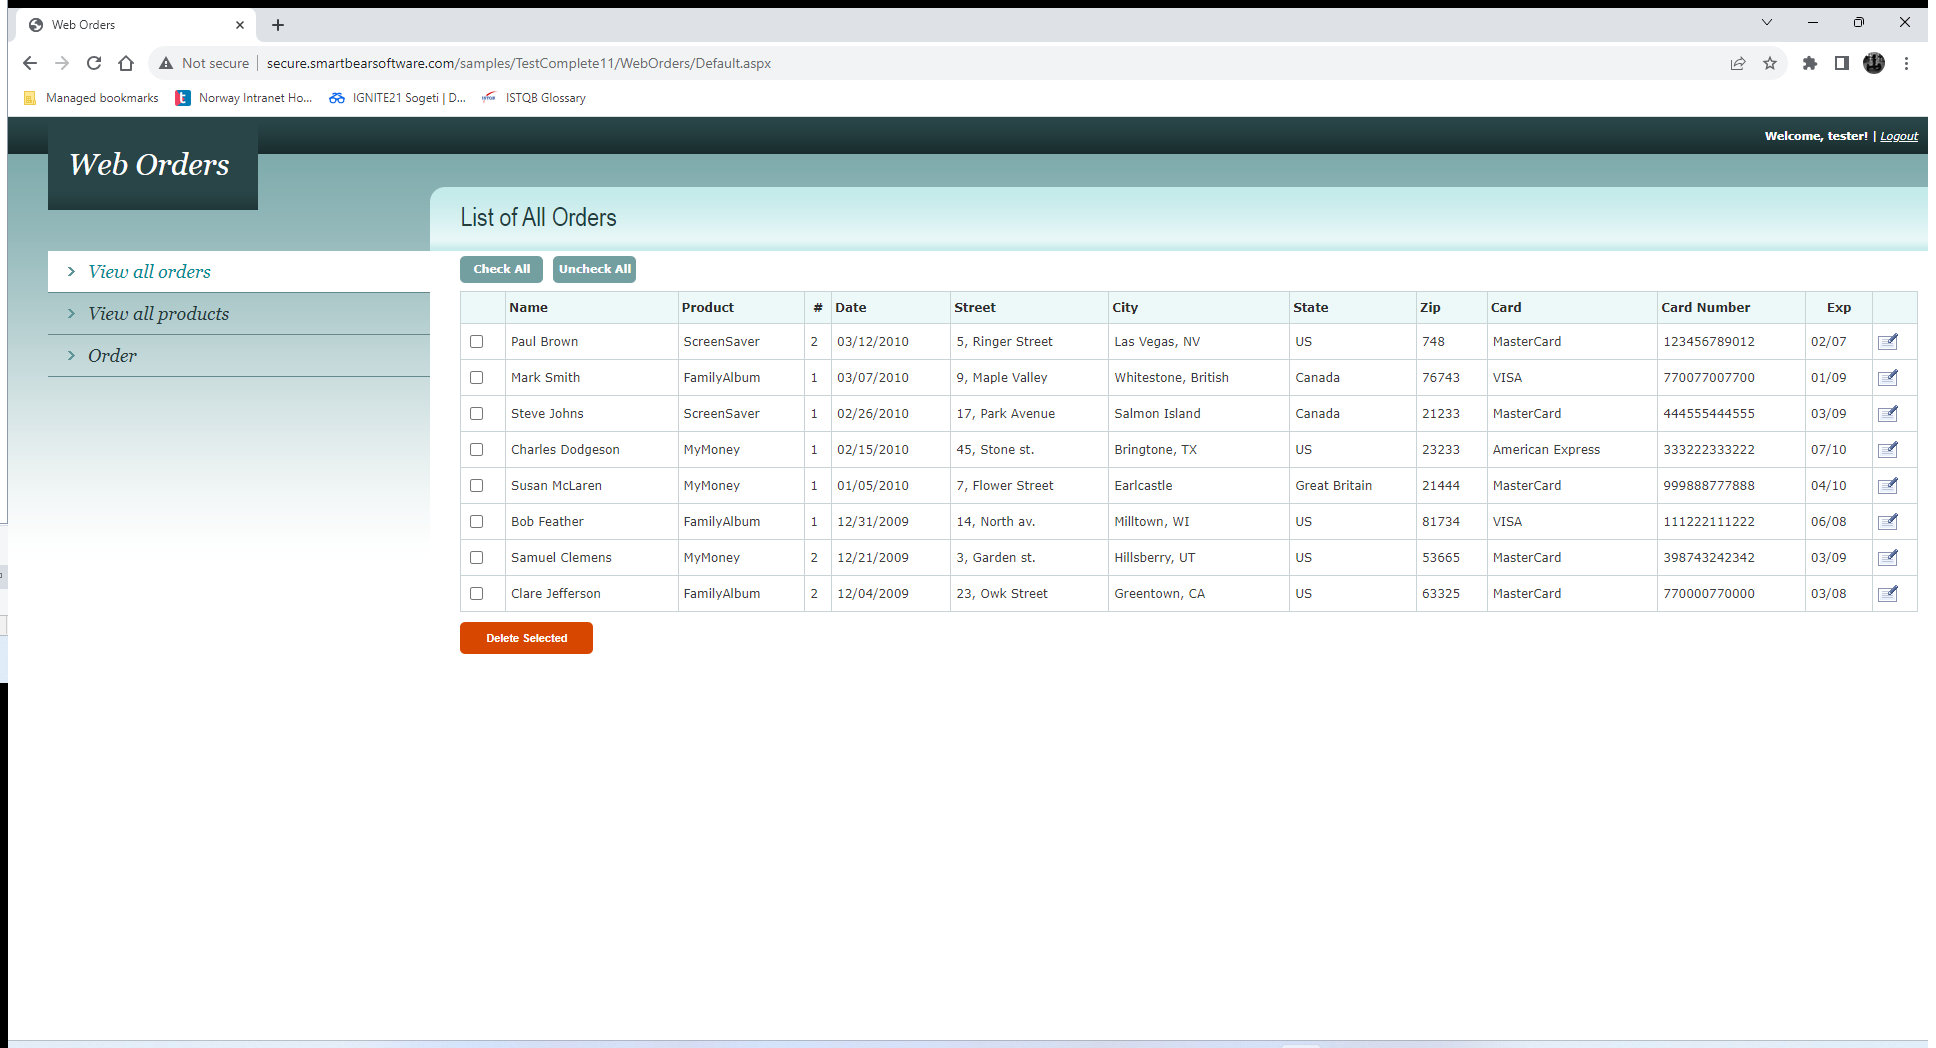 Web Orders
Not secure secure.smartbearsoftware.com/samples/TestComplete11/WebOrders/Default.aspx
Managed bookmarks Norway Intranet Ho... IGNITE21 Sogeti | D... ISTQB Glossary
Welcome, tester! | Logout
Web Orders
List of All Orders
View all orders
View all products
Order
Check All Uncheck All
Name Product # Date Street City State Zip Card Card Number Exp
Paul Brown ScreenSaver 2 03/12/2010 5, Ringer Street Las Vegas, NV US 748 MasterCard 123456789012 02/07
Mark Smith FamilyAlbum 1 03/07/2010 9, Maple Valley Whitestone, British Canada 76743 VISA 770077007700 01/09
Steve Johns ScreenSaver 1 02/26/2010 17, Park Avenue Salmon Island Canada 21233 MasterCard 444555444555 03/09
Charles Dodgeson MyMoney 1 02/15/2010 45, Stone st. Bringtone, TX US 23233 American Express 333222333222 07/10
Susan McLaren MyMoney 1 01/05/2010 7, Flower Street Earlcastle Great Britain 21444 MasterCard 999888777888 04/10
Bob Feather FamilyAlbum 1 12/31/2009 14, North av. Milltown, WI US 81734 VISA 111222111222 06/08
Samuel Clemens MyMoney 2 12/21/2009 3, Garden st. Hillsberry, UT US 53665 MasterCard 398743242342 03/09
Clare Jefferson FamilyAlbum 2 12/04/2009 23, Owk Street Greentown, CA US 63325 MasterCard 770000770000 03/08
Delete Selected